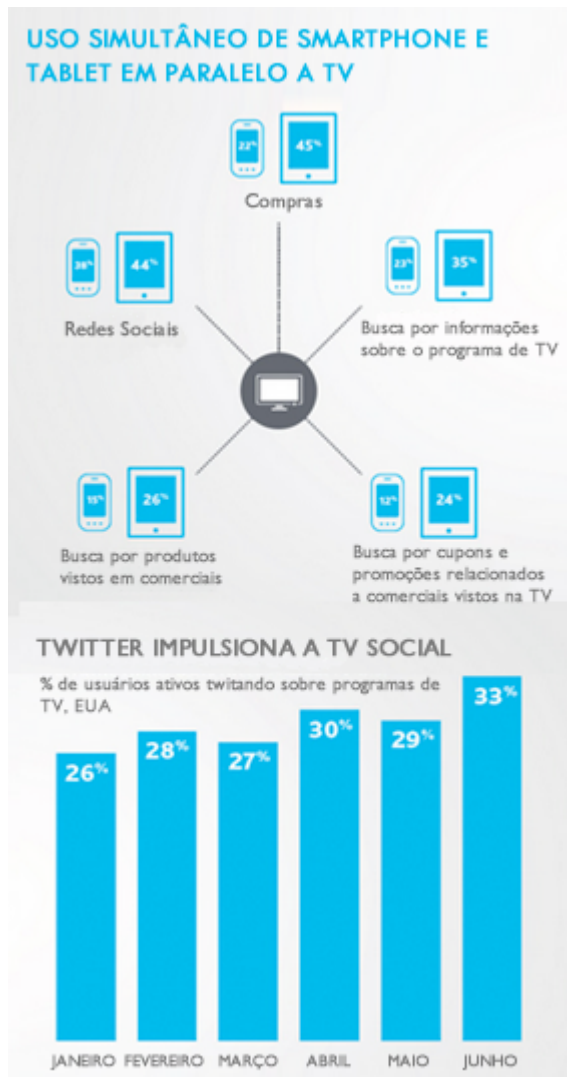 USO SIMULTÂNEO DE SMARTPHONE E
TABLET EM PARALELO A TV
22%
45%
Compras
38%
44%
Redes Sociais
23%
35%
Busca por informações
sobre o programa de TV
15%
26%
Busca por produtos
vistos em comerciais
12%
24%
Busca por cupons e
promoções relacionados
a comerciais vistos na TV
TWITTER IMPULSIONA A TV SOCIAL
% de usuários ativos twitando sobre programas de
TV, EUA
26%
28%
27%
30%
29%
33%
JANEIRO FEVEREIRO MARÇO ABRIL MAIO JUNHO